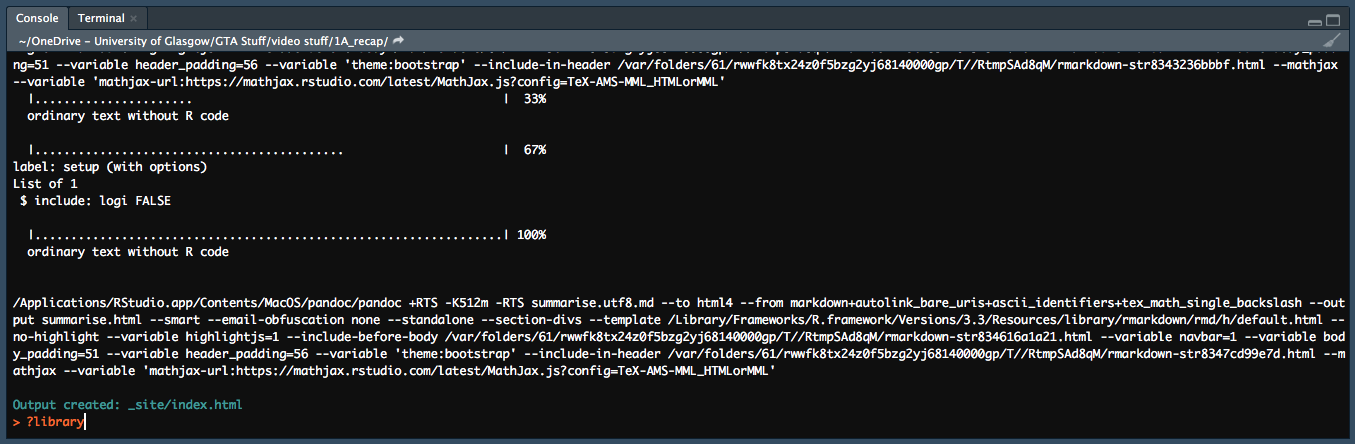 Console Terminal ×
~/OneDrive – University of Glasgow/GTA Stuff/video stuff/1A_recap/
ng=51 --variable header_padding=56 --variable 'theme:bootstrap' --include-in-header /var/folders/61/rwwfk8tx24z0f5bzg2yj68140000gp/T//RtmpSAd8qM/rmarkdown-str8343236bbbf.html --mathjax
--variable 'mathjax-url:https://mathjax.rstudio.com/latest/MathJax.js?config=TeX-AMS-MML_HTMLorMML'
|...................... | 33%
ordinary text without R code
|........................................... | 67%
label: setup (with options)
List of 1
$ include: logi FALSE
|.................................................................| 100%
ordinary text without R code
/Applications/RStudio.app/Contents/MacOS/pandoc/pandoc +RTS -K512m -RTS summarise.utf8.md --to html4 --from markdown+autolink_bare_uris+ascii_identifiers+tex_math_single_backslash --out
put summarise.html --smart --email-obfuscation none --standalone --section-divs --template /Library/Frameworks/R.framework/Versions/3.3/Resources/library/rmarkdown/rmd/h/default.html --
no-highlight --variable highlightjs=1 --include-before-body /var/folders/61/rwwfk8tx24z0f5bzg2yj68140000gp/T//RtmpSAd8qM/rmarkdown-str834616a1a21.html --variable navbar=1 --variable bod
y_padding=51 --variable header_padding=56 --variable 'theme:bootstrap' --include-in-header /var/folders/61/rwwfk8tx24z0f5bzg2yj68140000gp/T//RtmpSAd8qM/rmarkdown-str8347cd99e7d.html --m
athjax --variable 'mathjax-url:https://mathjax.rstudio.com/latest/MathJax.js?config=TeX-AMS-MML_HTMLorMML'
Output created: _site/index.html
> ?library